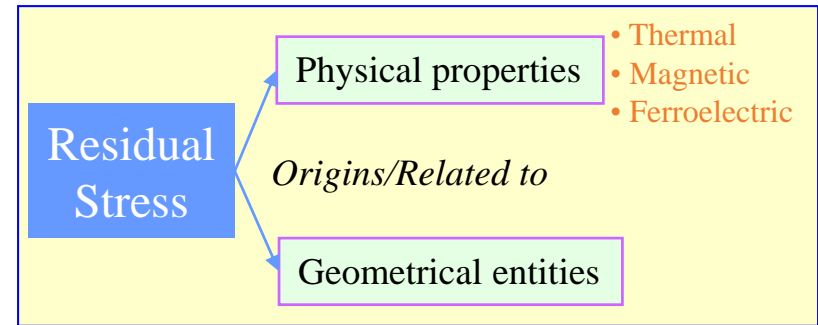 Physical properties
• Thermal
• Magnetic
• Ferroelectric
Residual
Stress
Origins/Related to
Geometrical entities